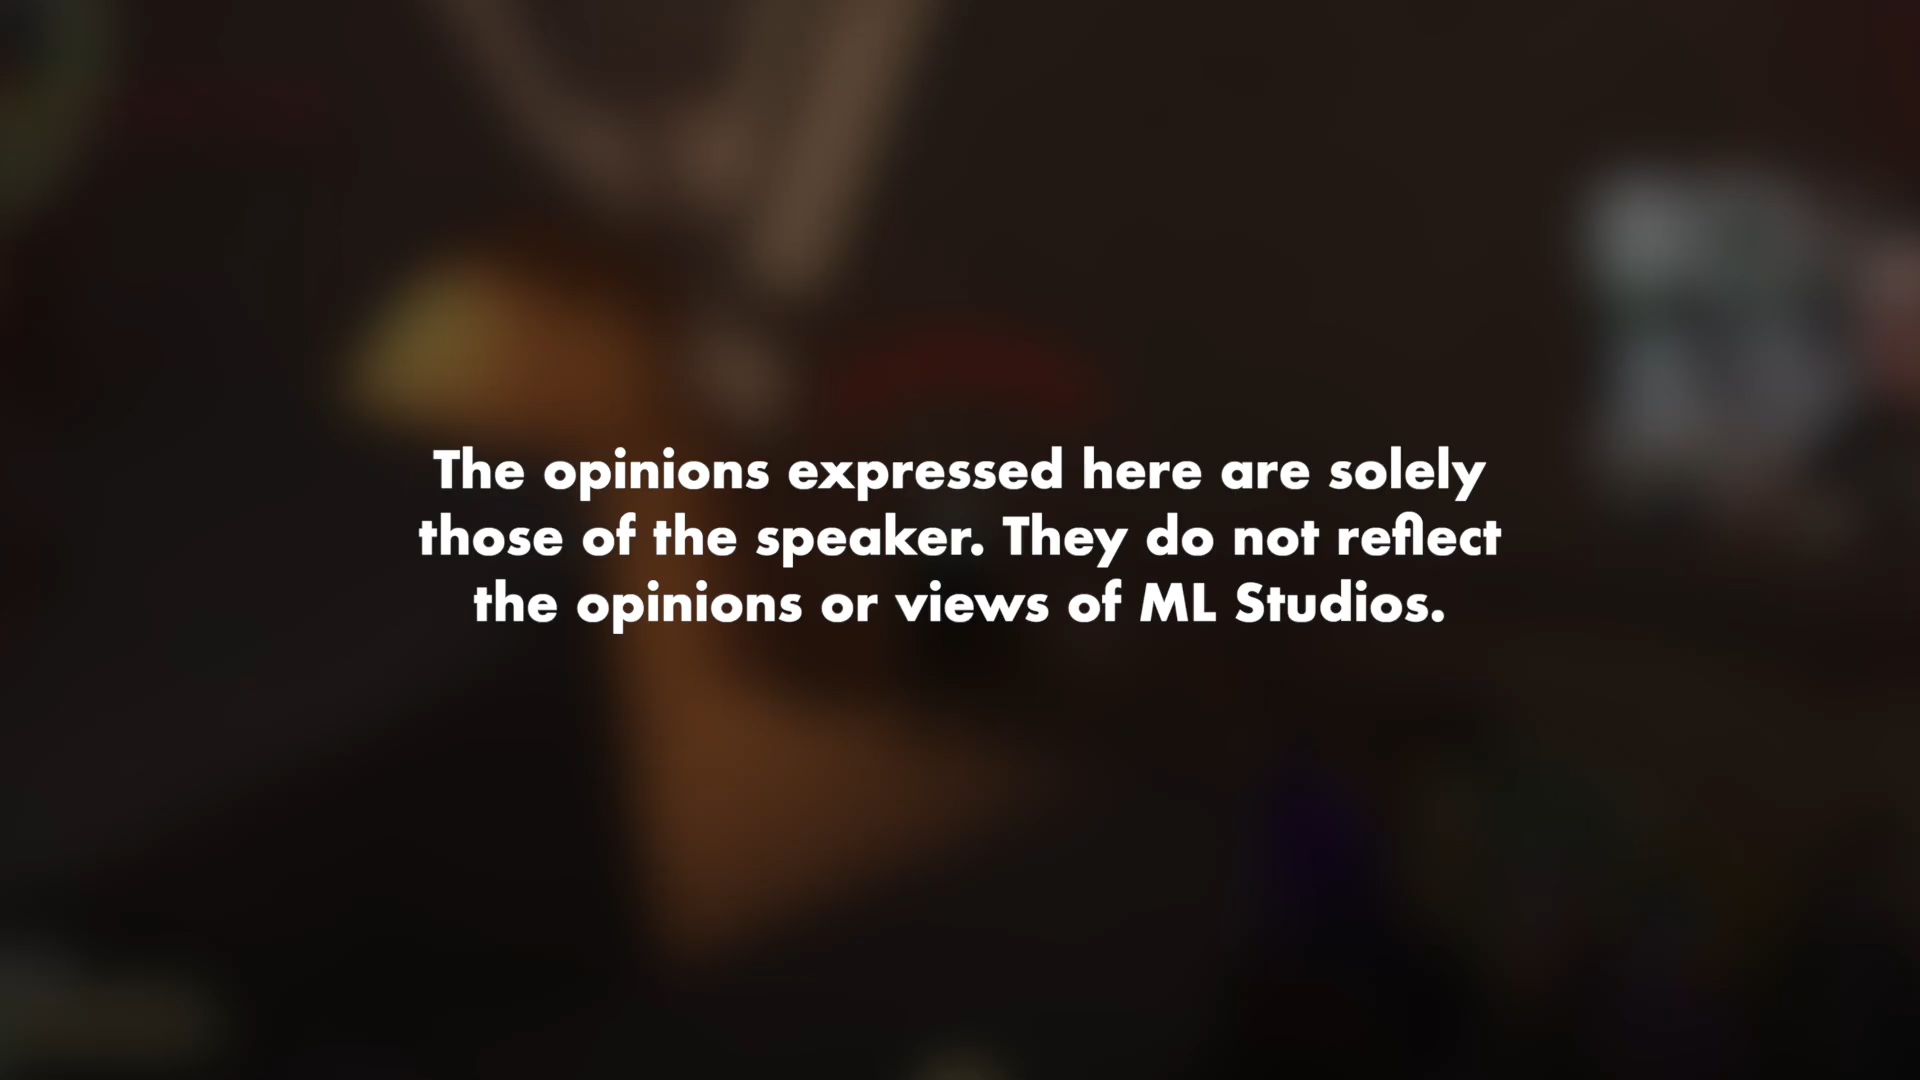 The opinions expressed here are solely
those of the speaker. They do not reflect
the opinions or views of ML Studios.